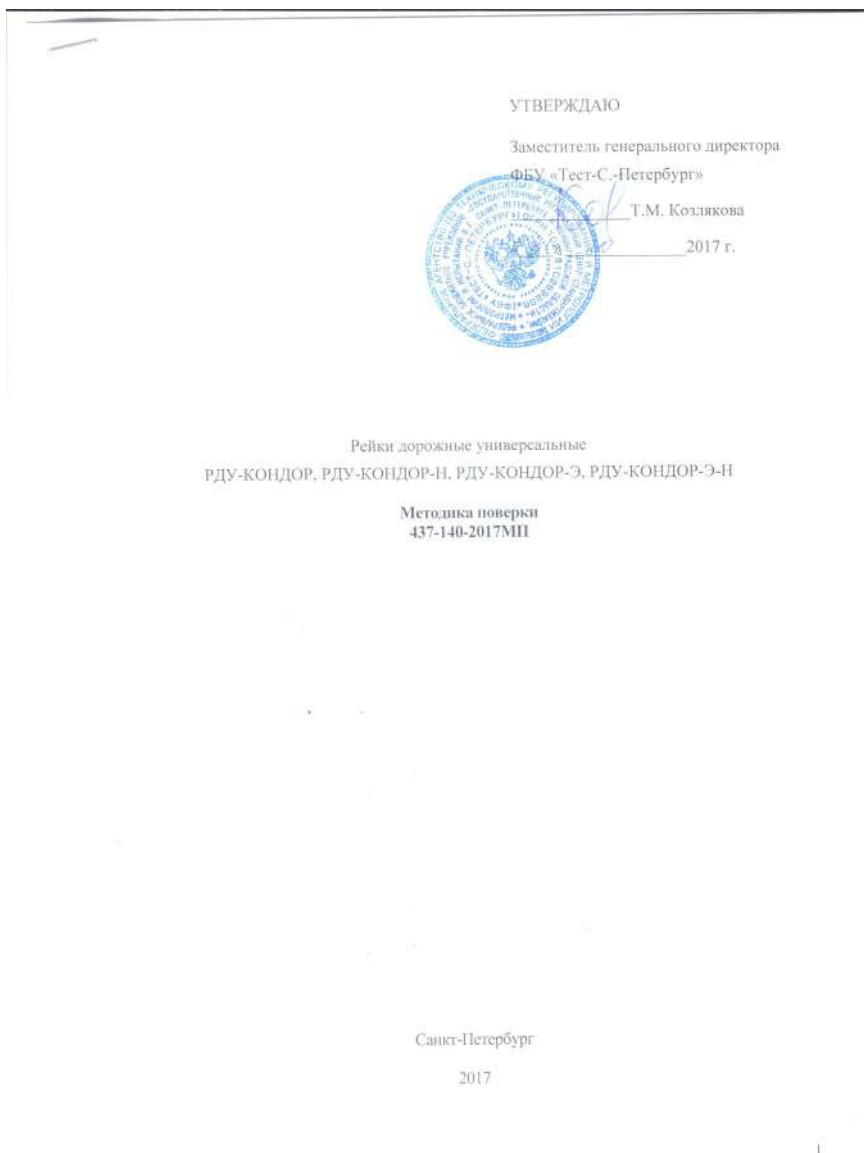 УТВЕРЖДАЮ
Заместитель генерального директора
ФБУ «Тест-С.-Петербург»
Т.М. Козлякова
2017 г.
Рейки дорожные универсальные
РДУ-КОНДОР, РДУ-КОНДОР-Н, РДУ-КОНДОР-Э, РДУ-КОНДОР-Э-Н
Методика поверки
437-140-2017МП
Санкт-Петербург
2017
1